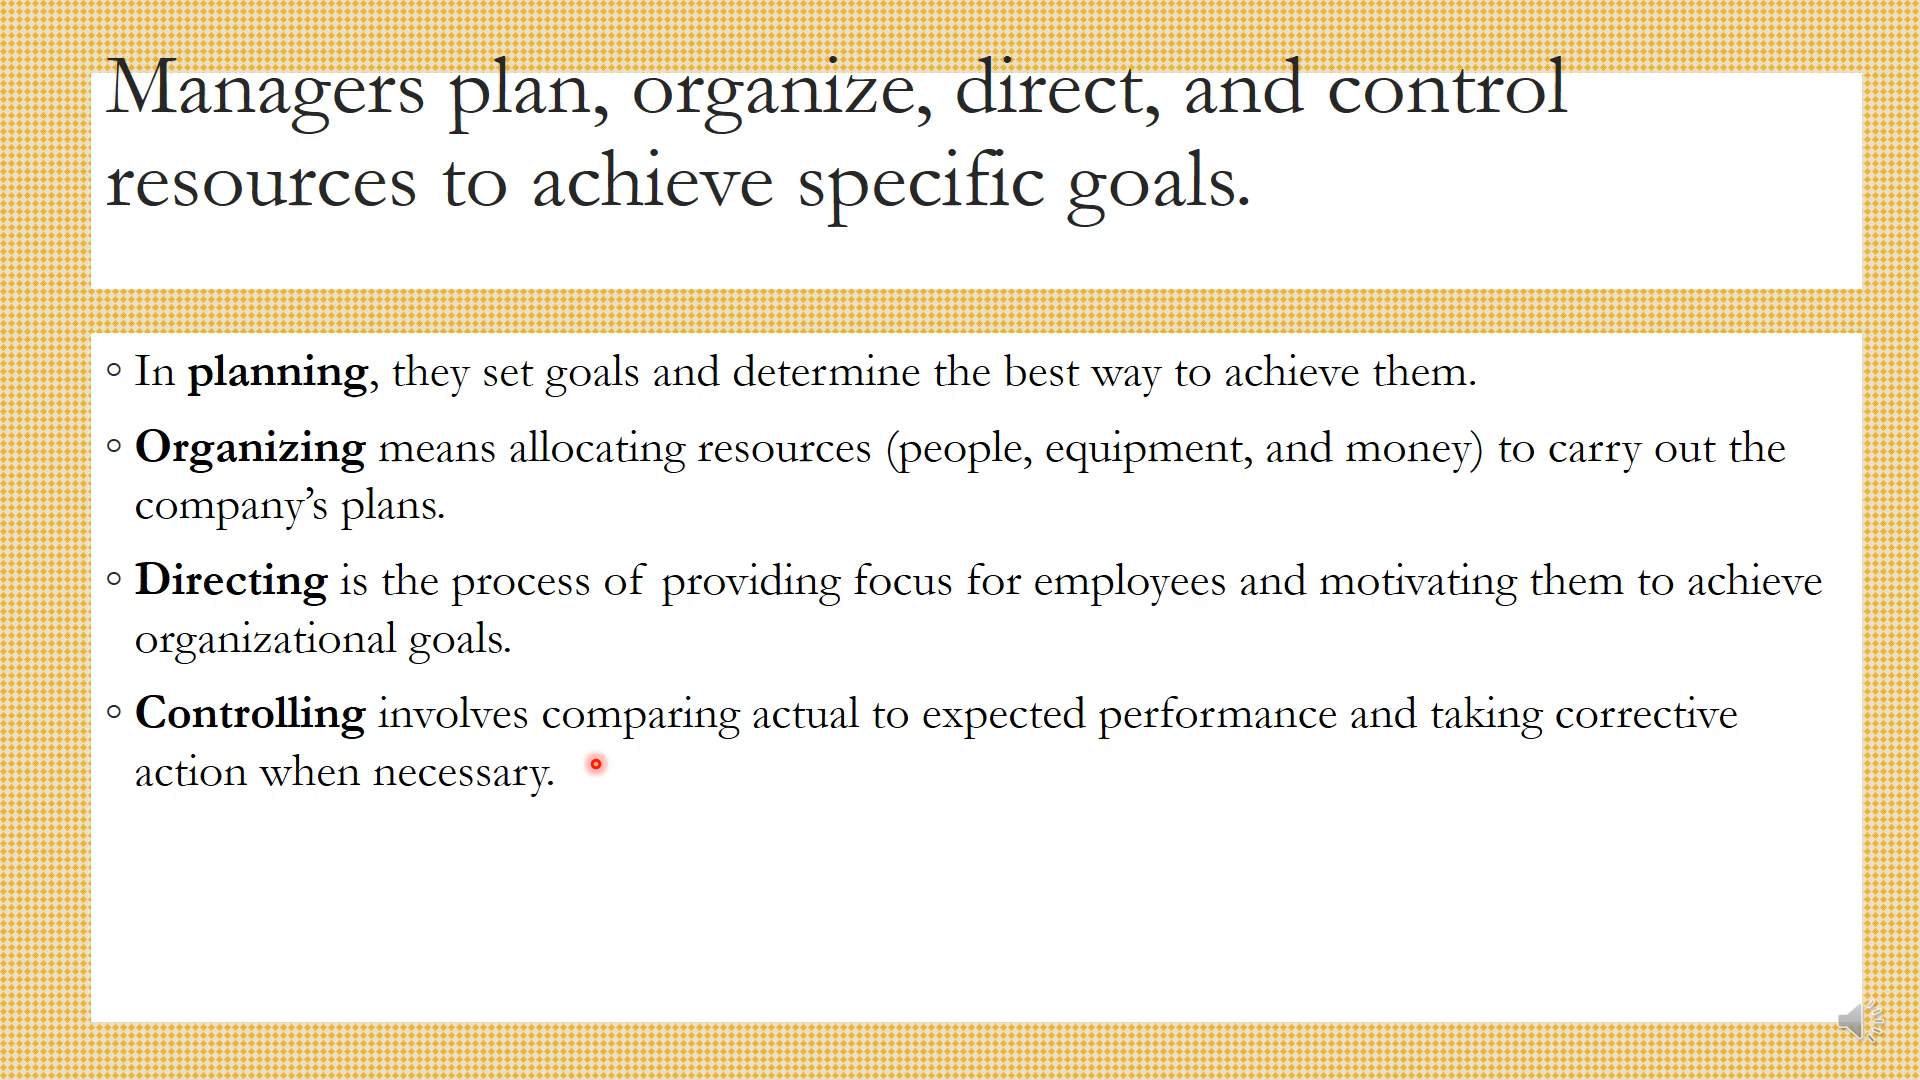 Managers plan, organize, direct, and control
resources to achieve specific goals.
◦ In planning, they set goals and determine the best way to achieve them.
◦ Organizing means allocating resources (people, equipment, and money) to carry out the
company’s plans.
◦ Directing is the process of providing focus for employees and motivating them to achieve
organizational goals.
◦ Controlling involves comparing actual to expected performance and taking corrective
action when necessary.